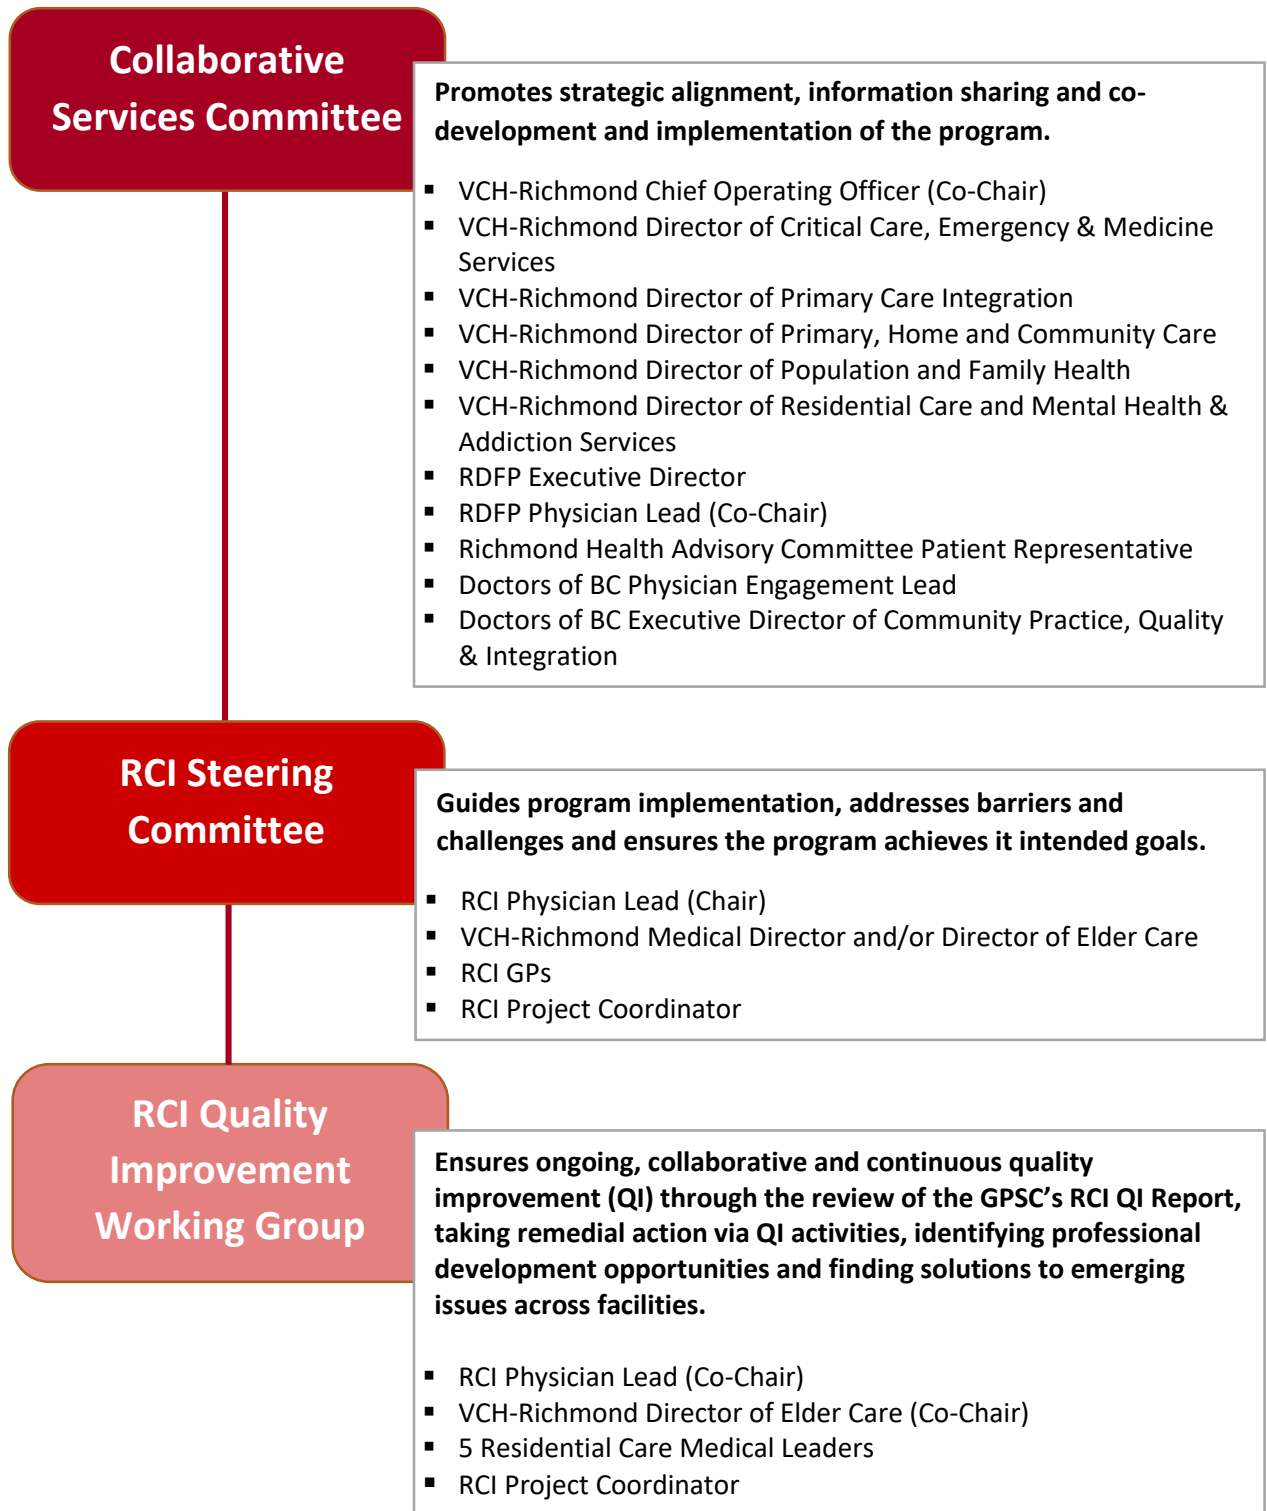 Collaborative
Services Committee
Promotes strategic alignment, information sharing and co-
development and implementation of the program.
▪ VCH-Richmond Chief Operating Officer (Co-Chair)
▪ VCH-Richmond Director of Critical Care, Emergency & Medicine
Services
▪ VCH-Richmond Director of Primary Care Integration
▪ VCH-Richmond Director of Primary, Home and Community Care
▪ VCH-Richmond Director of Population and Family Health
▪ VCH-Richmond Director of Residential Care and Mental Health &
Addiction Services
▪ RDFP Executive Director
▪ RDFP Physician Lead (Co-Chair)
▪ Richmond Health Advisory Committee Patient Representative
▪ Doctors of BC Physician Engagement Lead
▪ Doctors of BC Executive Director of Community Practice, Quality
& Integration
RCI Steering
Committee
Guides program implementation, addresses barriers and
challenges and ensures the program achieves it intended goals.
▪ RCI Physician Lead (Chair)
▪ VCH-Richmond Medical Director and/or Director of Elder Care
▪ RCI GPs
▪ RCI Project Coordinator
RCI Quality
Improvement
Working Group
Ensures ongoing, collaborative and continuous quality
improvement (QI) through the review of the GPSC’s RCI QI Report,
taking remedial action via QI activities, identifying professional
development opportunities and finding solutions to emerging
issues across facilities.
▪ RCI Physician Lead (Co-Chair)
▪ VCH-Richmond Director of Elder Care (Co-Chair)
▪ 5 Residential Care Medical Leaders
▪ RCI Project Coordinator